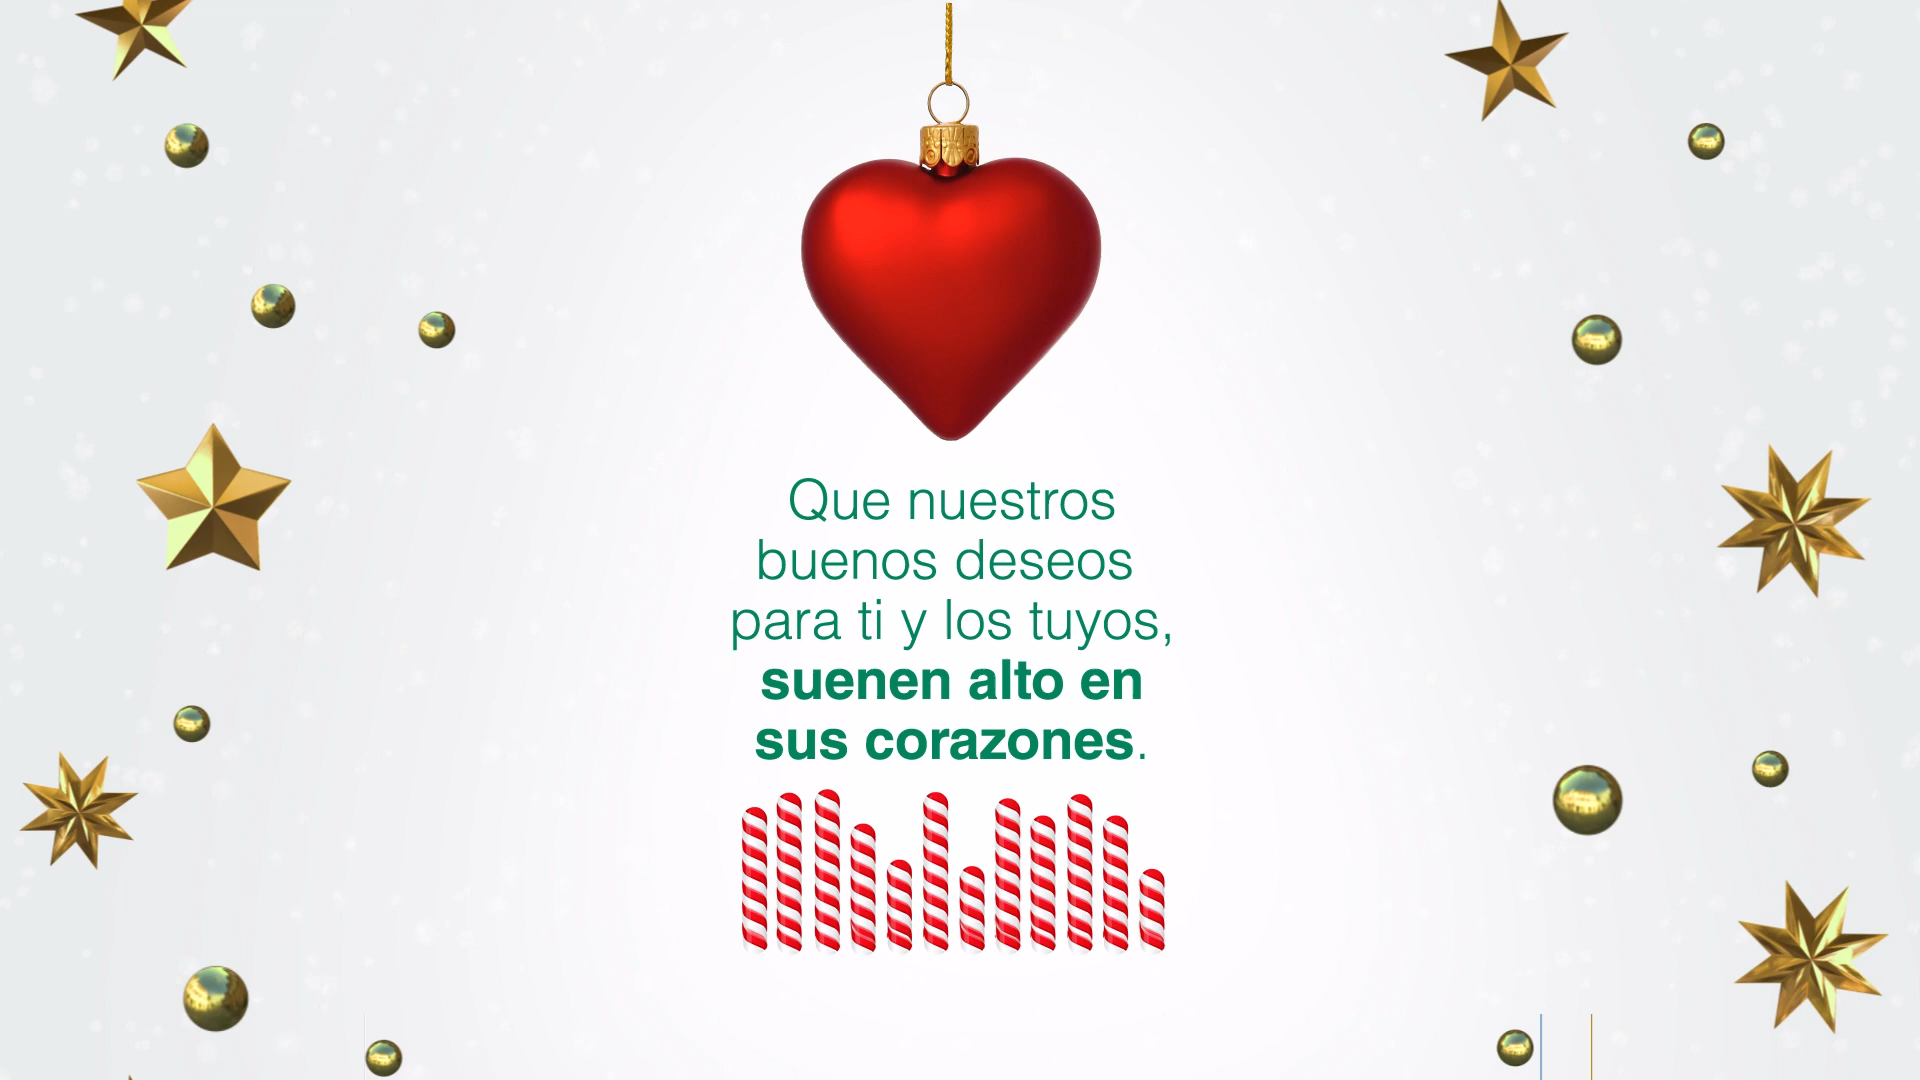 Que nuestros
buenos deseos
para ti y los tuyos,
suenen alto en
sus corazones.